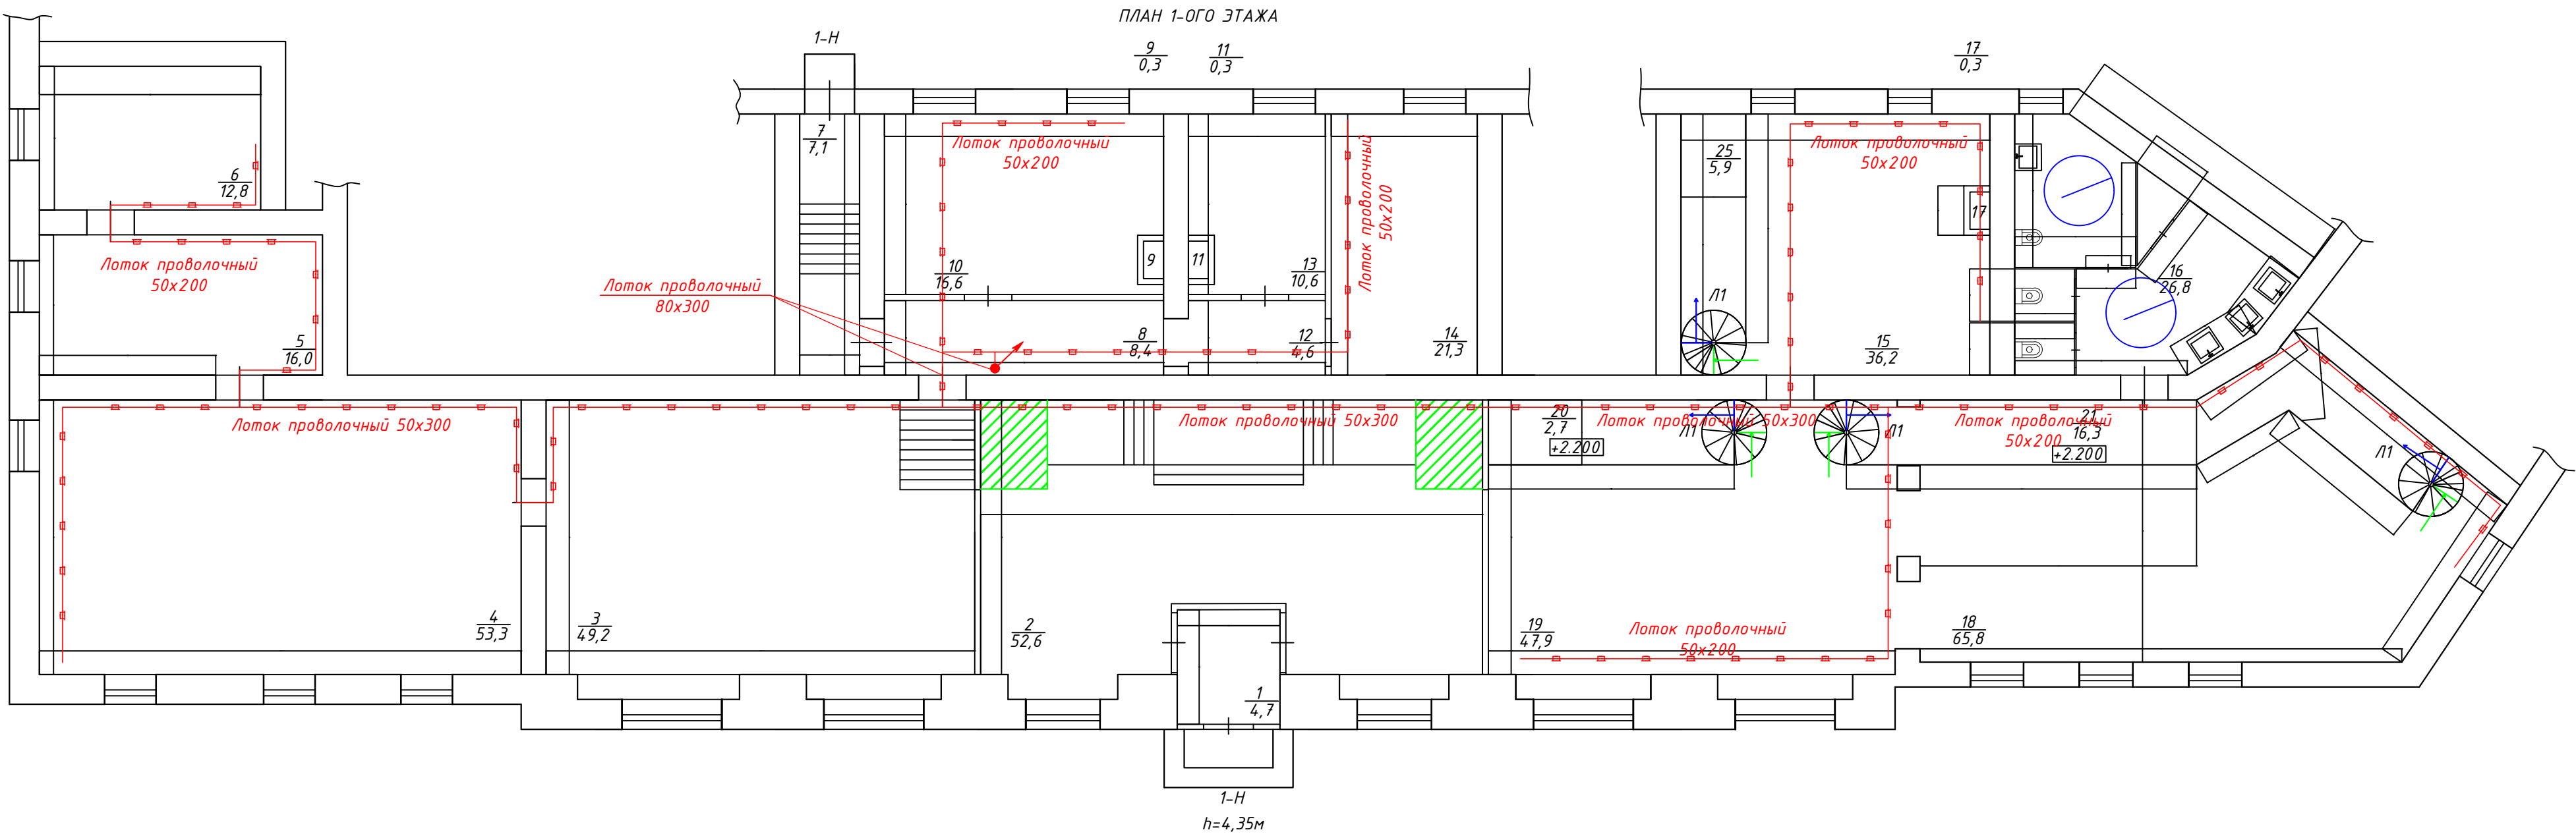 ПЛАН 1-ОГО ЭТАЖА
1-Н
9
0,3
11
0,3
17
0,3
7
7,1
Лоток проволочный
50х200
Лоток проволочный
50х200
25
5,9
Лоток проволочный
50х200
6
12,8
17
Лоток проволочный
50х200
9
11
10
16,6
13
10,6
16
26,8
Лоток проволочный
80х300
Л1
5
16,0
8
8,4
12
4,6
14
21,3
15
36,2
Лоток проволочный 50х300
Лоток проволочный 50х300
20
2,7
+2.200
Лоток проволочный 50х300
Л1
Л1
Лоток проволочный
50х200
21
16,3
+2.200
Л1
4
53,3
3
49,2
2
52,6
19
47,9
Лоток проволочный
50х200
18
65,8
1
4,7
1-Н
h=4,35м